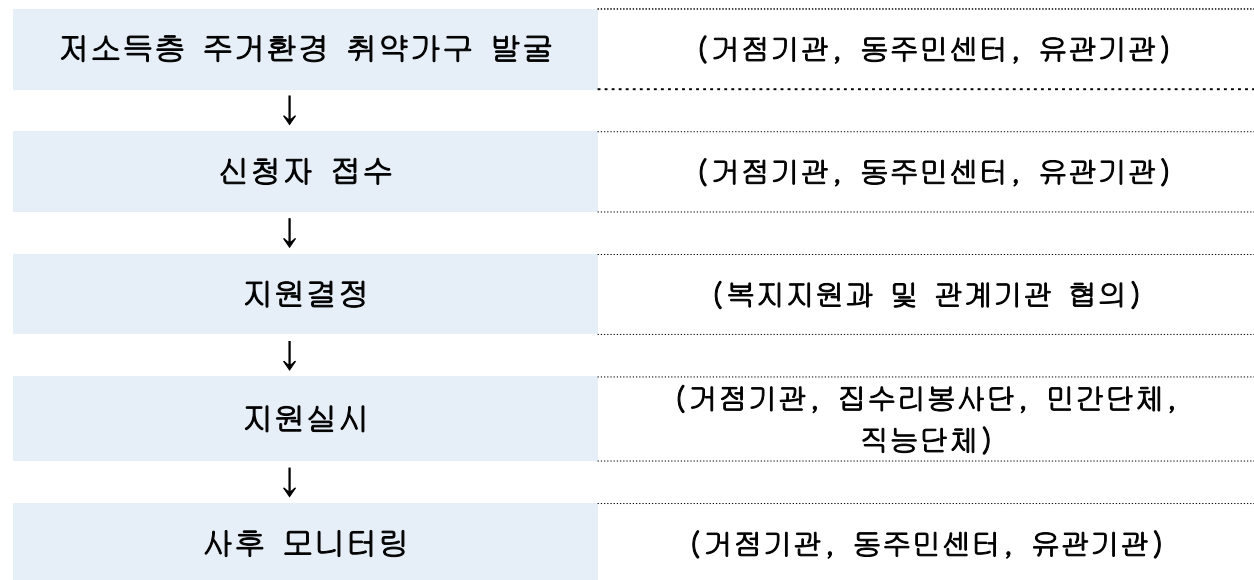 저소득층 주거환경 취약가구 발굴
(거점기관, 동주민센터, 유관기관)
↓
신청자 접수
(거점기관, 동주민센터, 유관기관)
↓
지원결정
(복지지원과 및 관계기관 협의)
↓
지원실시
(거점기관, 집수리봉사단, 민간단체,
직능단체)
↓
사후 모니터링
(거점기관, 동주민센터, 유관기관)